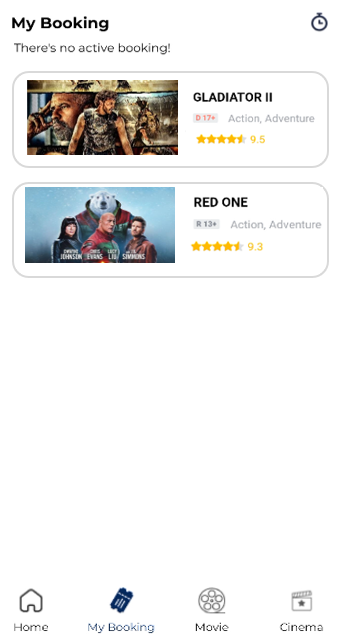 My Booking
There's no active booking!
GLADIATOR II
D 17+ Action, Adventure
9.5
RED ONE
R 13+ Action, Adventure
9.3
DWAYNE JOHNSON CHRIS EVANS LUCY LIU J.K. SIMMONS
Home My Booking Movie Cinema